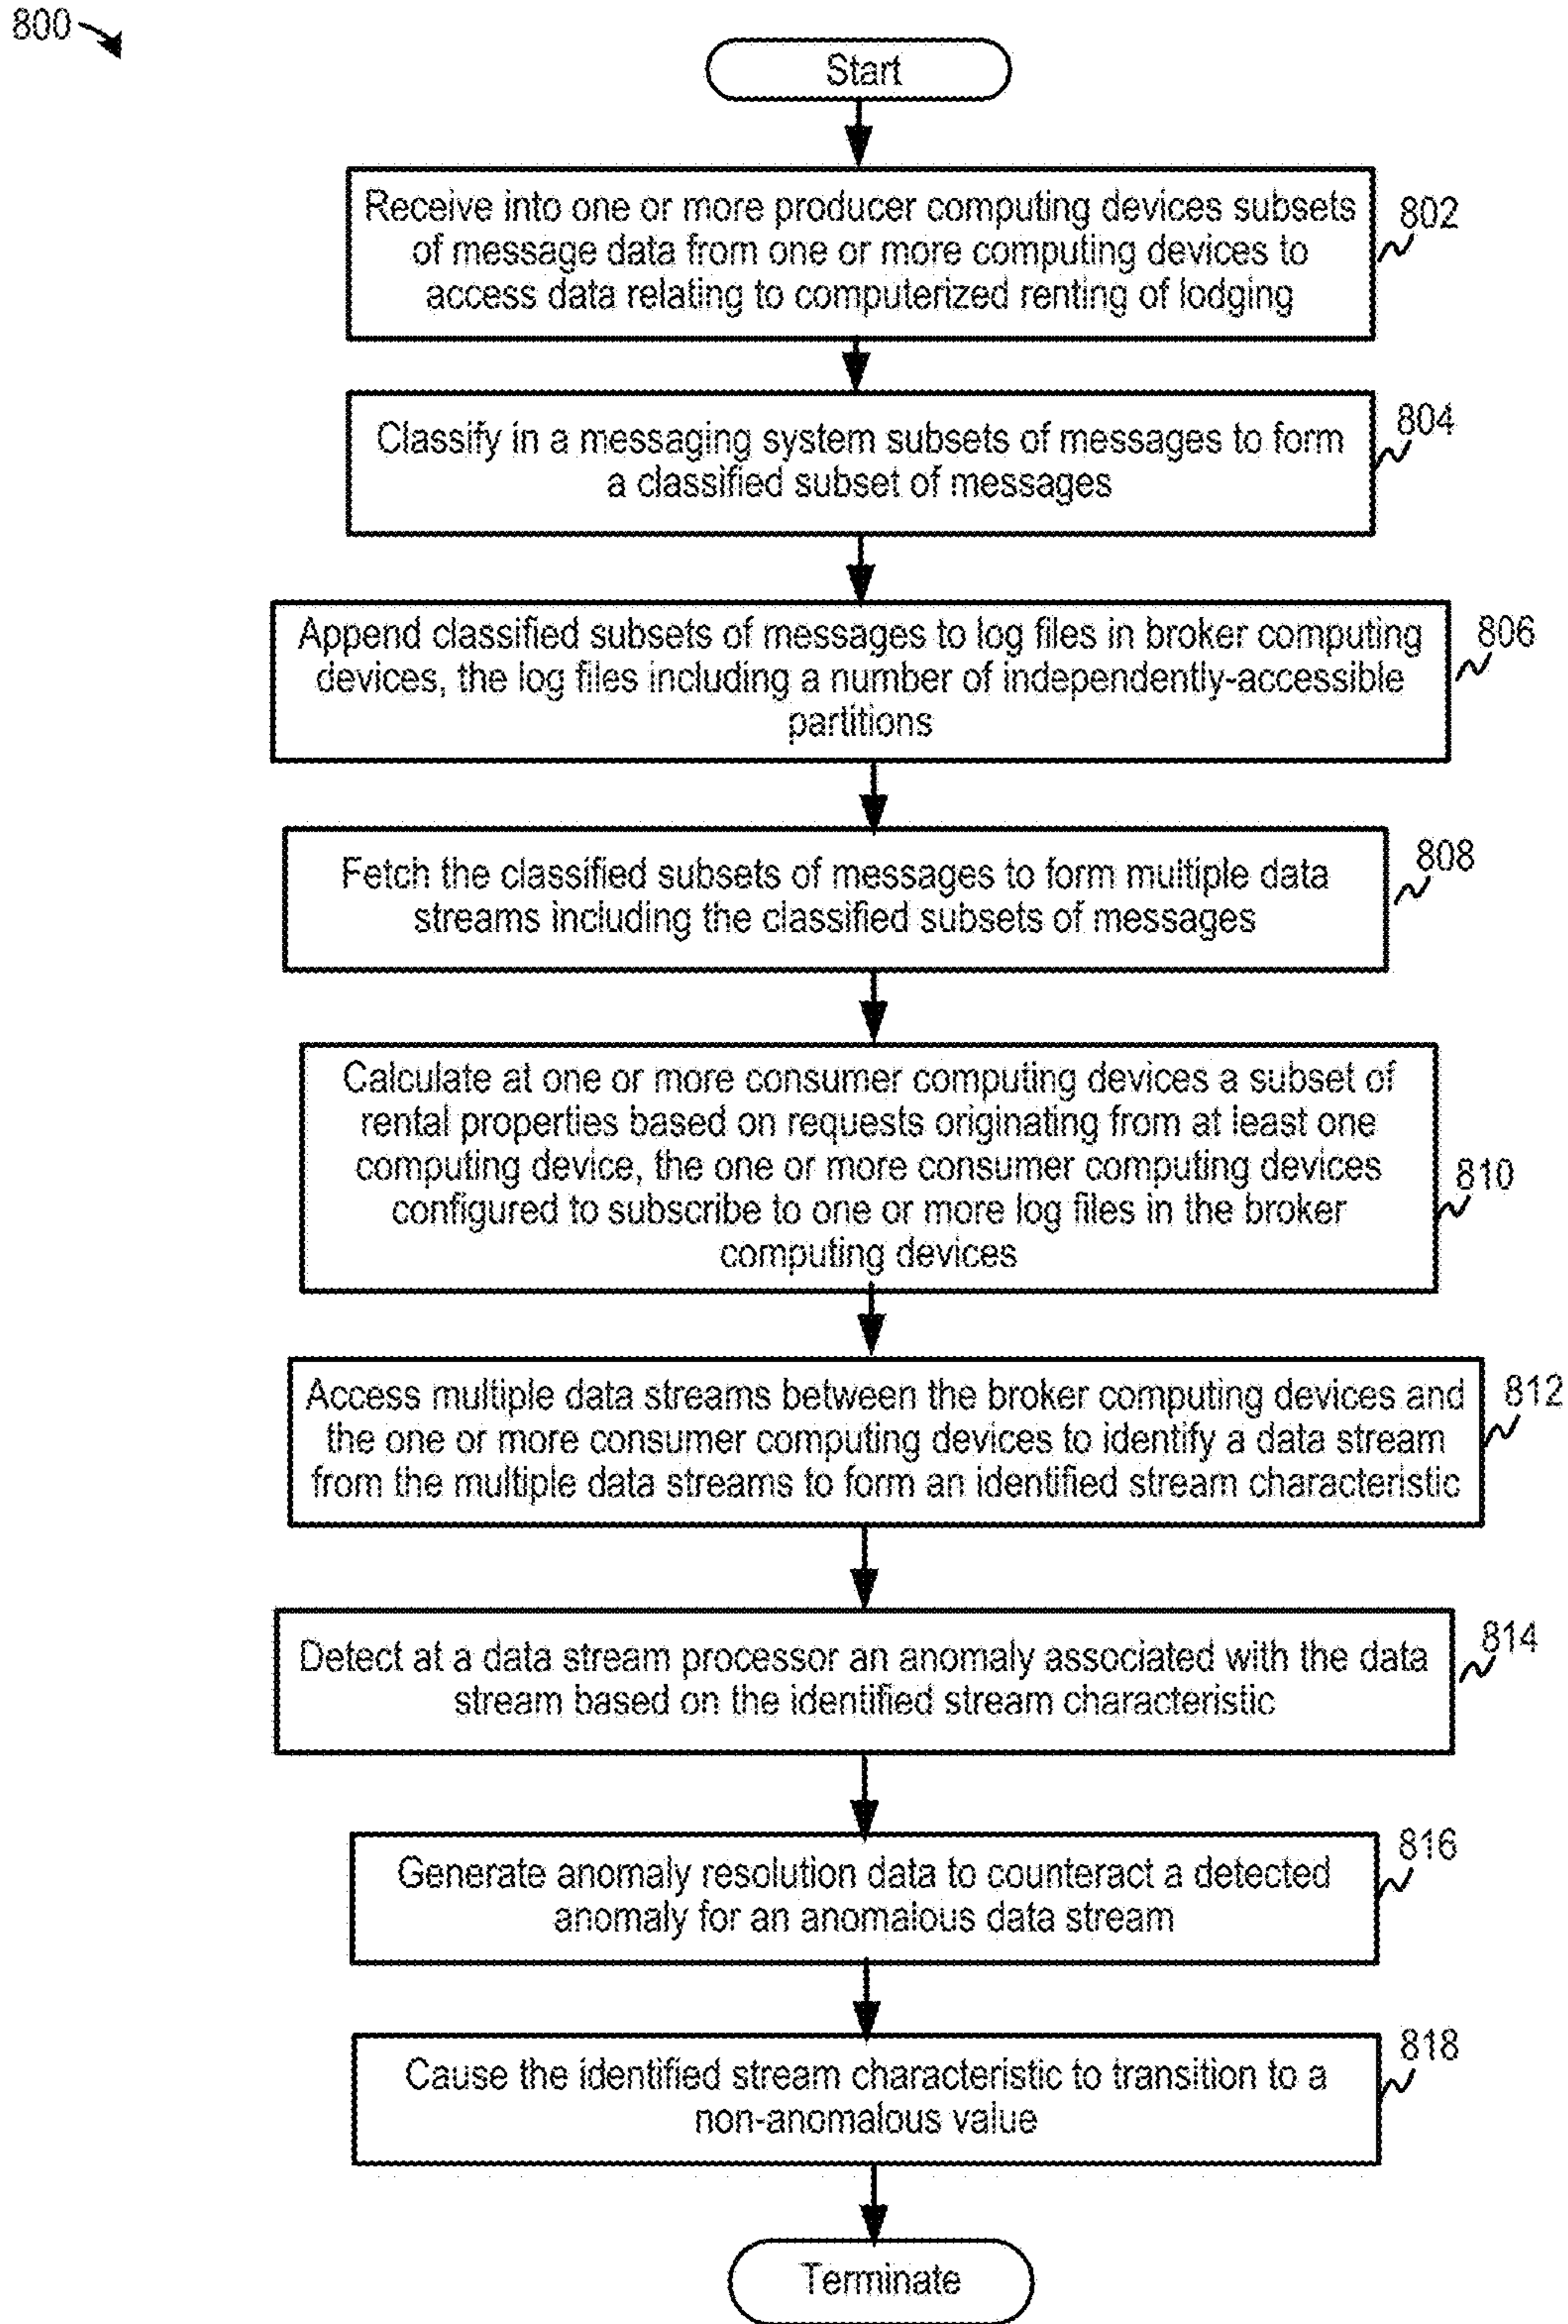 800
Start
Receive into one or more producer computing devices subsets
of message data from one or more computing devices to
access data relating to computerized renting of lodging
802
Classify in a messaging system subsets of messages to form
a classified subset of messages
804
Append classified subsets of messages to log files in broker computing
devices, the log files including a number of independently-accessible
partitions
806
Fetch the classified subsets of messages to form multiple data
streams including the classified subsets of messages
808
Calculate at one or more consumer computing devices a subset of
rental properties based on requests originating from at least one
computing device, the one or more consumer computing devices
configured to subscribe to one or more log files in the broker
computing devices
810
Access multiple data streams between the broker computing devices and
the one or more consumer computing devices to identify a data stream
from the multiple data streams to form an identified stream characteristic
812
Detect at a data stream processor an anomaly associated with the data
stream based on the identified stream characteristic
814
Generate anomaly resolution data to counteract a detected
anomaly for an anomalous data stream
816
Cause the identified stream characteristic to transition to a
non-anomalous value
818
Terminate